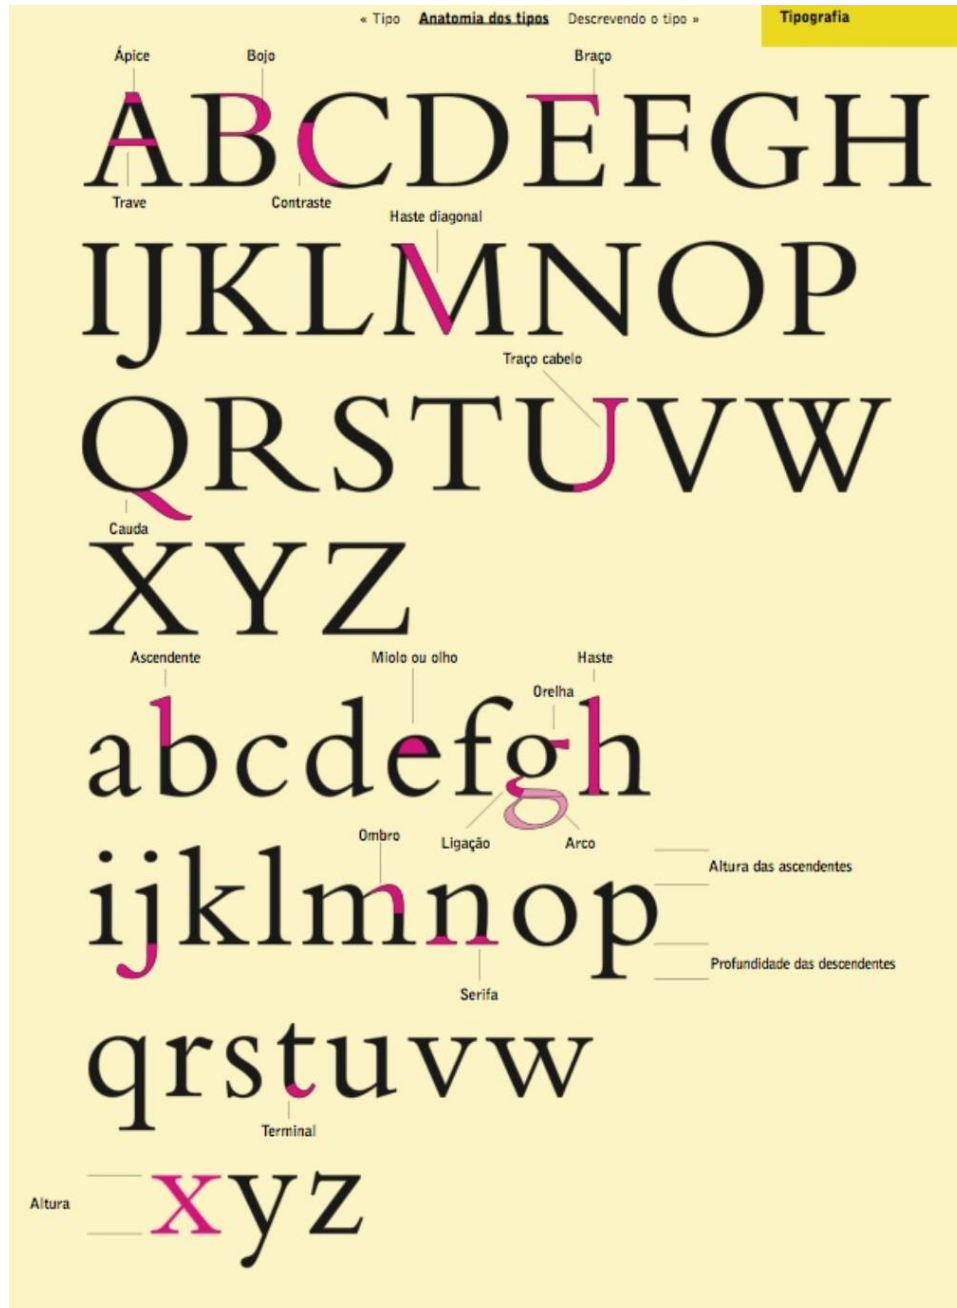 « Tipo Anatomia dos tipos Descrevendo o tipo » Tipografia
Ápice Bojo Braço
ABCDEFGH
Trave Contraste
Haste diagonal
IJKLMNOP
Traço cabelo
QRSTUVW
Cauda
XYZ
Ascendente Miolo ou olho Haste
Orelha
abcdefgh
Ombro Ligação Arco
ijklmnop
Altura das ascendentes
Profundidade das descendentes
Serifa
qrstuvw
Terminal
Altura xyz